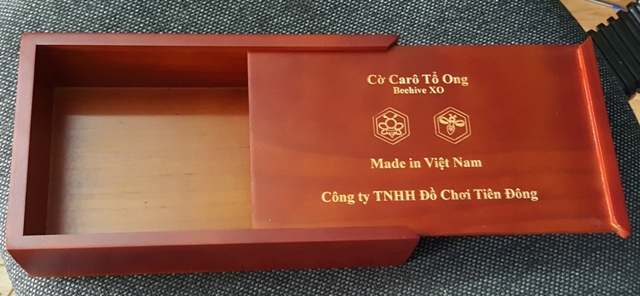 Cờ Carô Tổ Ong
Beehive XO
Made in Việt Nam
Công ty TNHH Đồ Chơi Tiên Đông